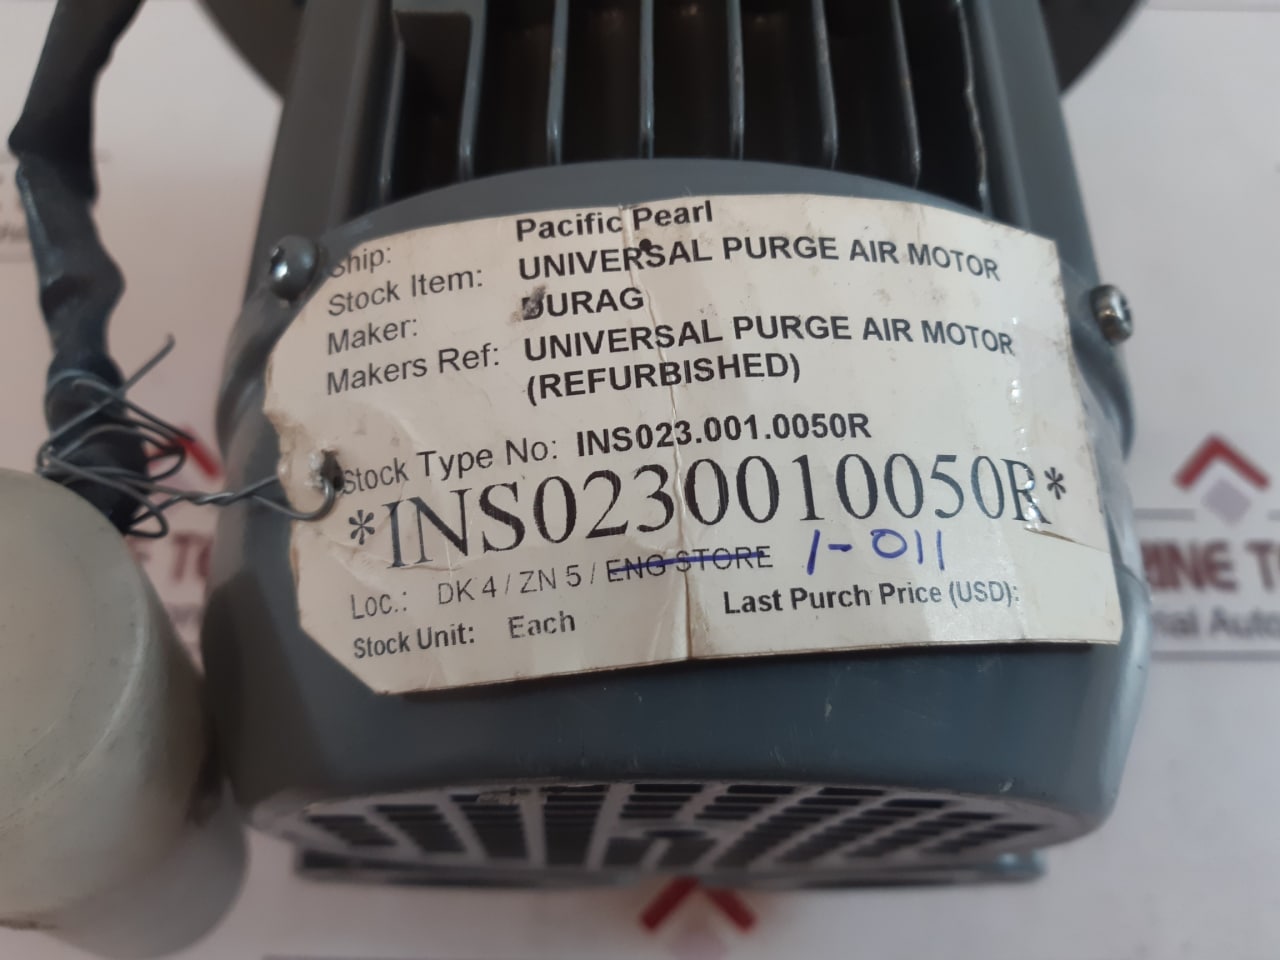 Ship: Pacific Pearl
Stock Item: UNIVERSAL PURGE AIR MOTOR
Maker: DURAG
Makers Ref: UNIVERSAL PURGE AIR MOTOR
(REFURBISHED)
Stock Type No: INS023.001.0050R
*INS0230010050R*
Loc.: DK 4 / ZN 5 / ENG STORE 1-011
Stock Unit: Each Last Purch Price (USD):